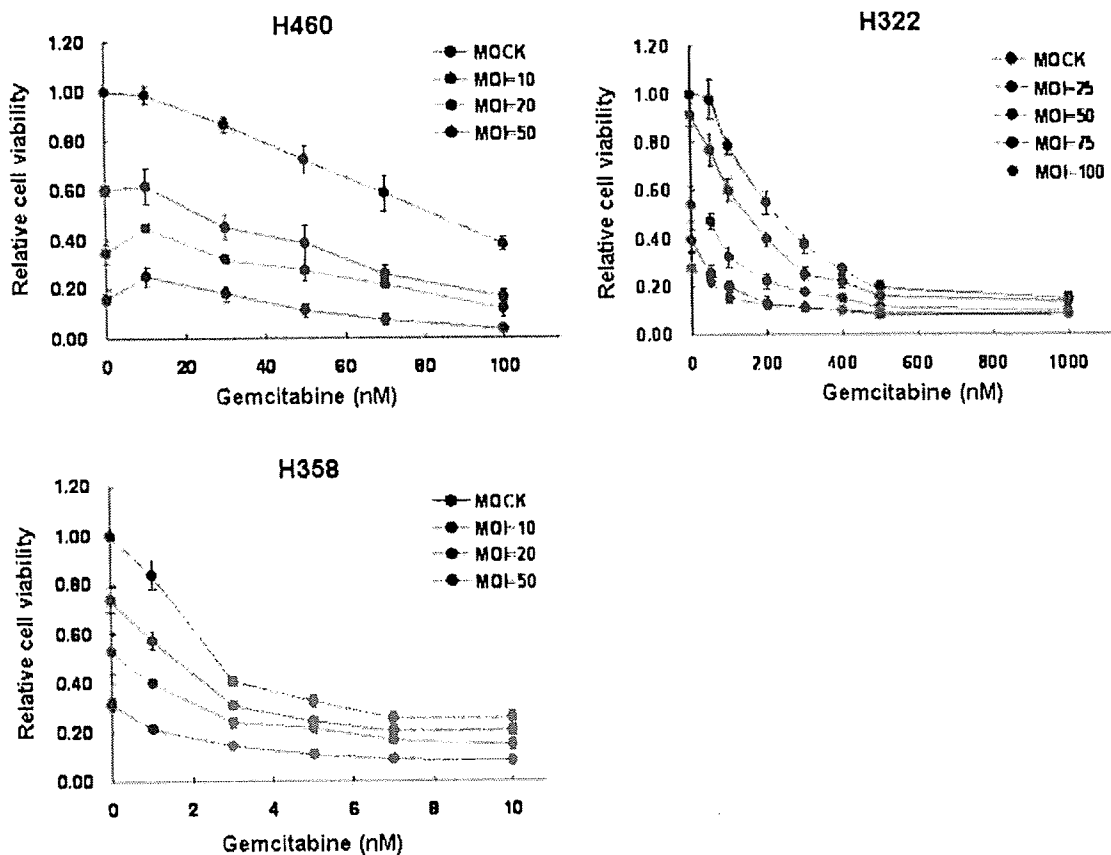 H460
1.20
1.00
0.80
0.60
0.40
0.20
0.00
Relative cell viability
0 20 40 60 80 100
Gemcitabine (nM)
MOCK
MOI=10
MOI=20
MOI=50
H322
1.20
1.00
0.80
0.60
0.40
0.20
0.00
Relative cell viability
0 200 400 600 800 1000
Gemcitabine (nM)
MOCK
MOI=25
MOI=50
MOI=75
MOI=100
H358
1.20
1.00
0.80
0.60
0.40
0.20
0.00
Relative cell viability
0 2 4 6 8 10
Gemcitabine (nM)
MOCK
MOI=10
MOI=20
MOI=50